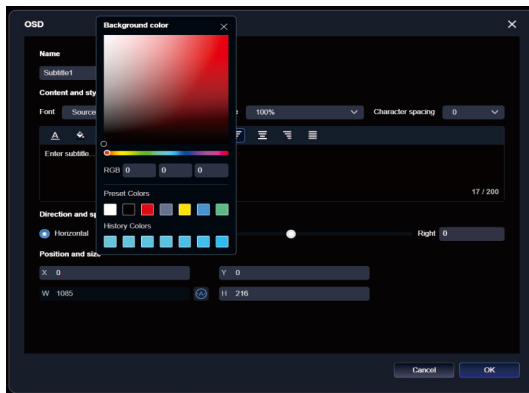 OSD
Background color
Name
Subtitle1
Content and sty
Font Source
100%
Character spacing 0
A
Enter subtitle...
RGB 0 0 0
17 / 200
Preset Colors
Direction and sp
History Colors
Horizontal
Right 0
Position and size
X 0 Y 0
W 1085 H 216
Cancel OK